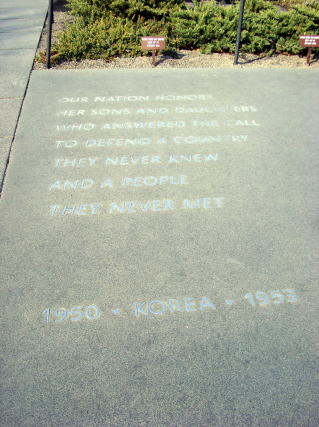 OUR NATION HONORS
HER SONS AND DAUGHTERS
WHO ANSWERED THE CALL
TO DEFEND A COUNTRY
THEY NEVER KNEW
AND A PEOPLE
THEY NEVER MET
1950 - KOREA - 1953